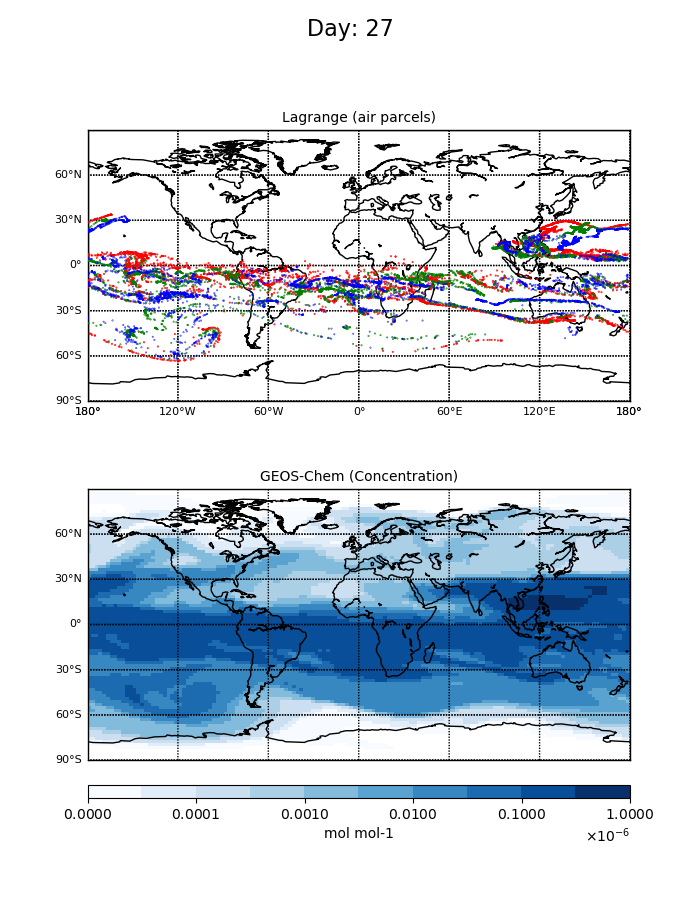 Day: 27
Lagrange (air parcels)
60°N
30°N
0°
30°S
60°S
90°S
180° 120°W 60°W 0° 60°E 120°E 180°
GEOS-Chem (Concentration)
60°N
30°N
0°
30°S
60°S
90°S
0.0000 0.0001 0.0010 0.0100 0.1000 1.0000
mol mol-1 ×10⁻⁶